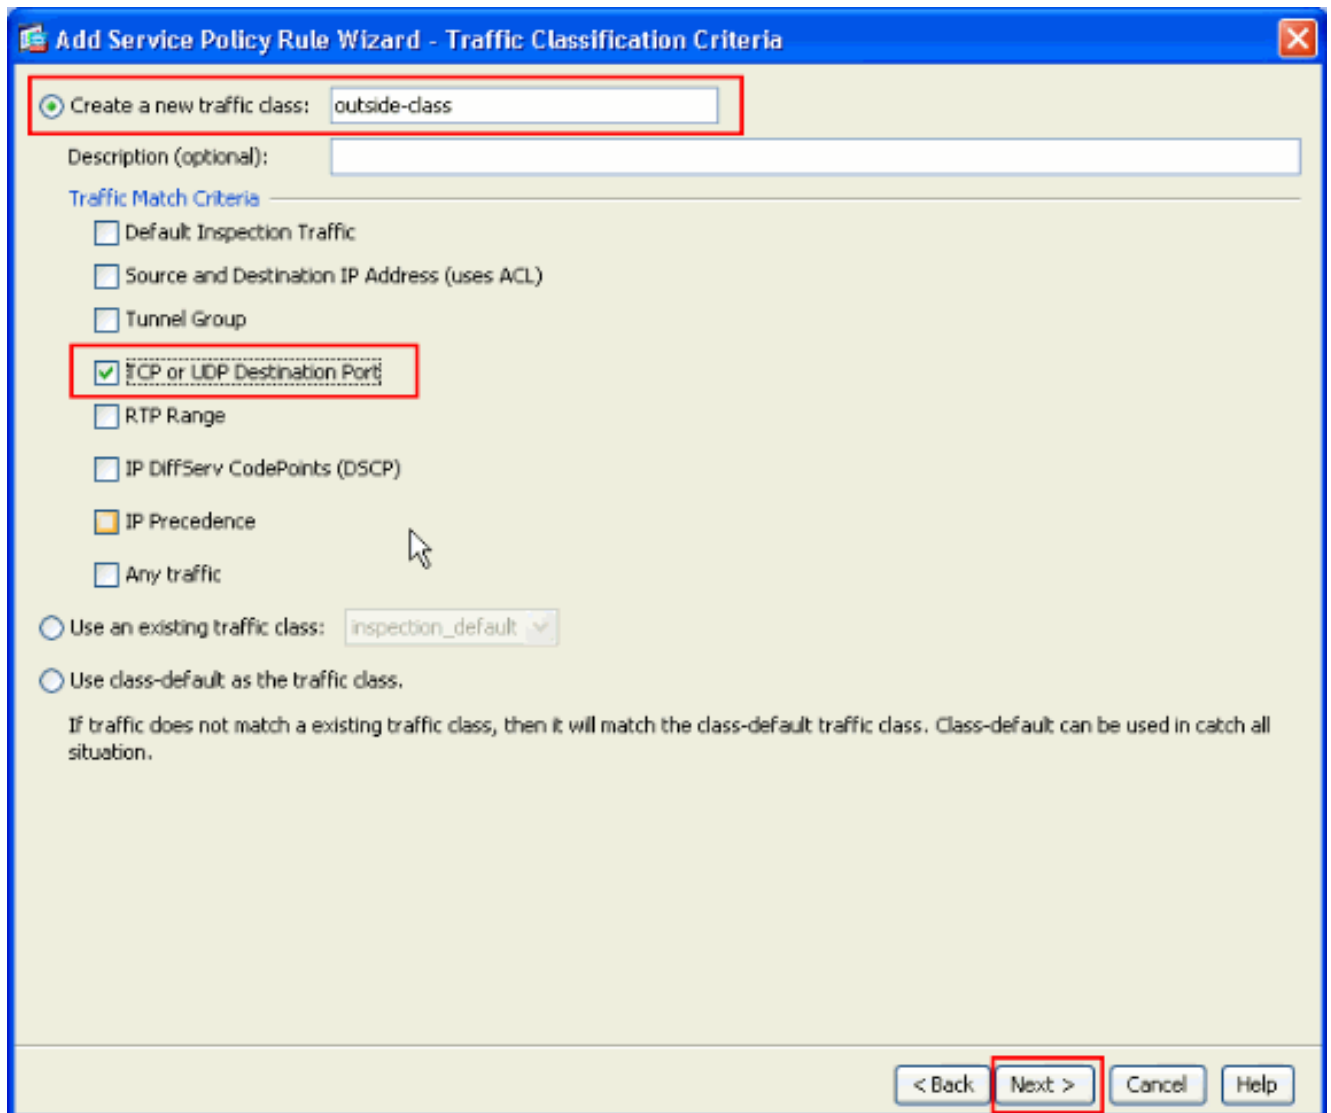 Add Service Policy Rule Wizard - Traffic Classification Criteria
Create a new traffic class: outside-class
Description (optional):
Traffic Match Criteria
Default Inspection Traffic
Source and Destination IP Address (uses ACL)
Tunnel Group
TCP or UDP Destination Port
RTP Range
IP DiffServ CodePoints (DSCP)
IP Precedence
Any traffic
Use an existing traffic class: inspection_default
Use class-default as the traffic class.
If traffic does not match a existing traffic class, then it will match the class-default traffic class. Class-default can be used in catch all
situation.
< Back Next > Cancel Help